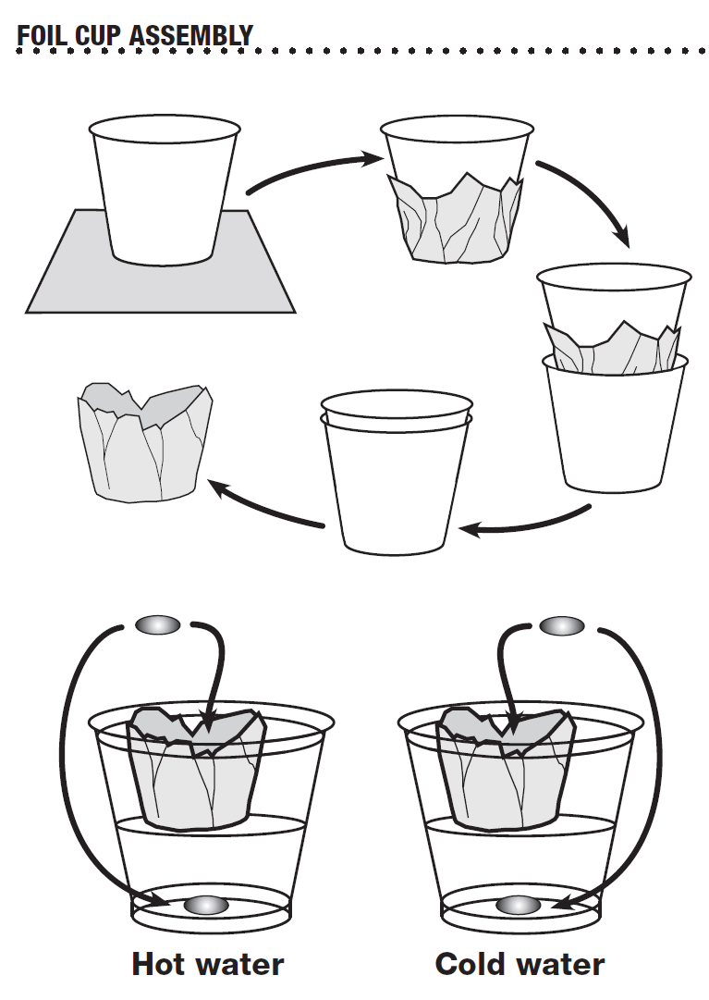 FOIL CUP ASSEMBLY
Hot water
Cold water